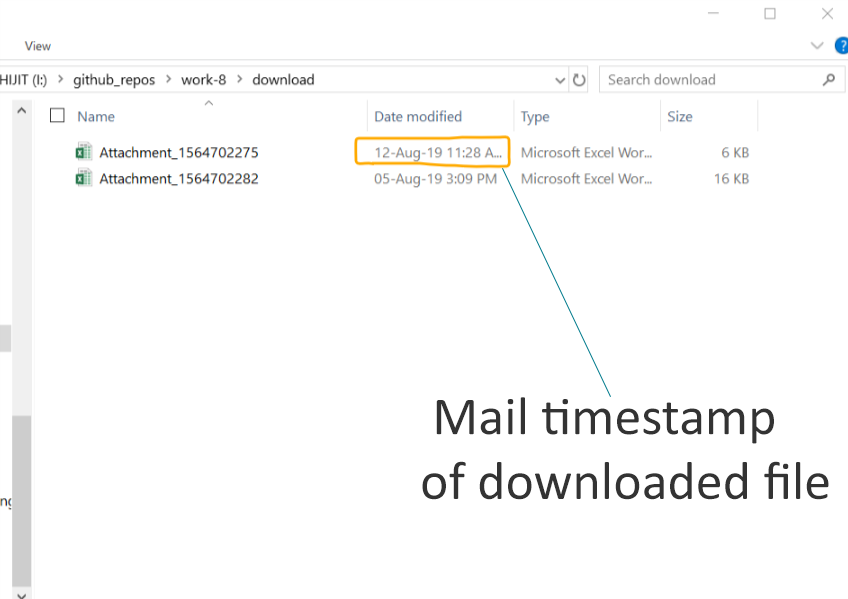 View
HIJIT (I:) > github_repos > work-8 > download
Search download
Name Date modified Type Size
Attachment_1564702275 12-Aug-19 11:28 A... Microsoft Excel Wor... 6 KB
Attachment_1564702282 05-Aug-19 3:09 PM Microsoft Excel Wor... 16 KB
Mail timestamp
of downloaded file